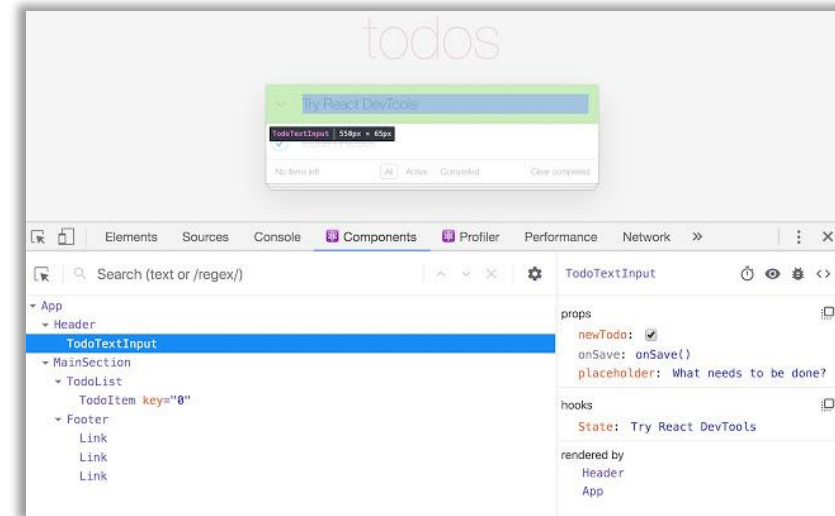 todos
Try React DevTools
TodoTextInput | 550px × 65px
No items left All Active Completed Clear completed
Elements Sources Console Components Profiler Performance Network »
Search (text or /regex/)
TodoTextInput
App
Header
TodoTextInput
MainSection
TodoList
TodoItem key="0"
Footer
Link
Link
Link
props
newTodo:
onSave: onSave()
placeholder: What needs to be done?
hooks
State: Try React DevTools
rendered by
Header
App